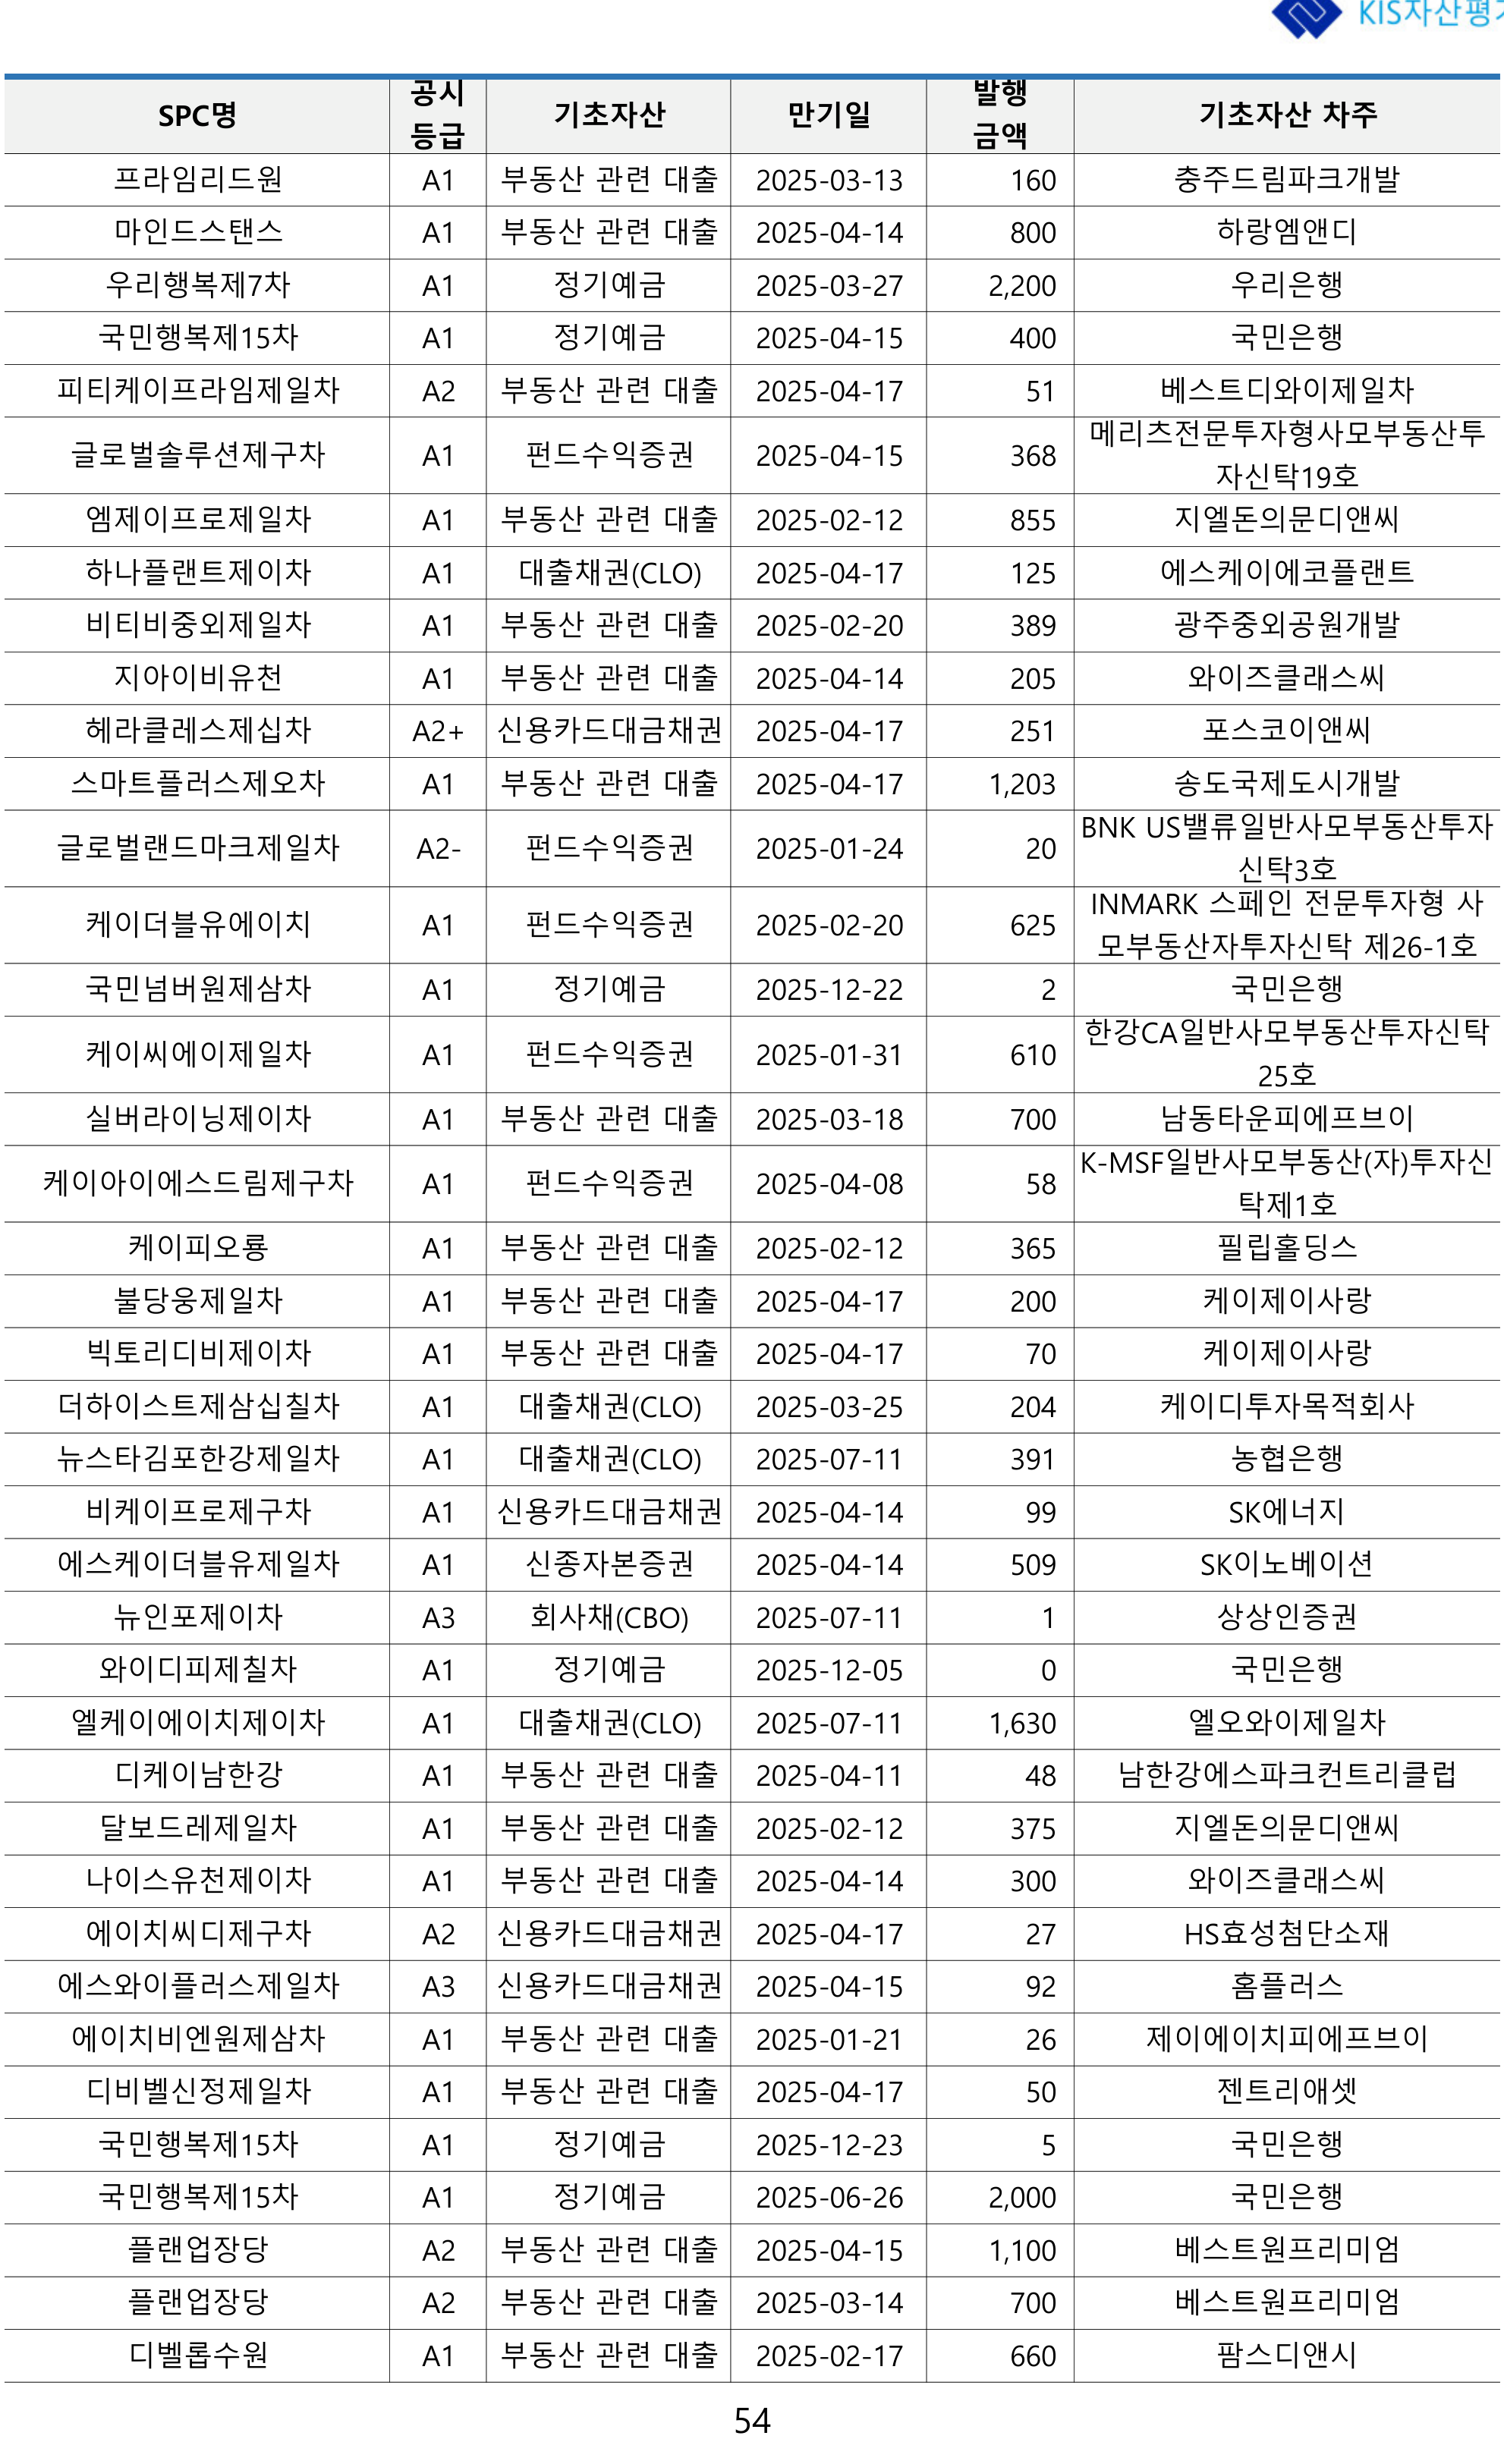 KIS자산평가
SPC명 공시등급 기초자산 만기일 발행금액 기초자산 차주
프라임리드원 A1 부동산 관련 대출 2025-03-13 160 충주드림파크개발
마인드스탠스 A1 부동산 관련 대출 2025-04-14 800 하랑엠앤디
우리행복제7차 A1 정기예금 2025-03-27 2,200 우리은행
국민행복제15차 A1 정기예금 2025-04-15 400 국민은행
피티케이프라임제일차 A2 부동산 관련 대출 2025-04-17 51 베스트디와이제일차
글로벌솔루션제구차 A1 펀드수익증권 2025-04-15 368 메리츠전문투자형사모부동산투
자신탁19호
엠제이프로제일차 A1 부동산 관련 대출 2025-02-12 855 지엘돈의문디앤씨
하나플랜트제이차 A1 대출채권(CLO) 2025-04-17 125 에스케이에코플랜트
비티비중외제일차 A1 부동산 관련 대출 2025-02-20 389 광주중외공원개발
지아이비유천 A1 부동산 관련 대출 2025-04-14 205 와이즈클래스씨
헤라클레스제십차 A2+ 신용카드대금채권 2025-04-17 251 포스코이앤씨
스마트플러스제오차 A1 부동산 관련 대출 2025-04-17 1,203 송도국제도시개발
글로벌랜드마크제일차 A2- 펀드수익증권 2025-01-24 20 BNK US밸류일반사모부동산투자
신탁3호
케이더블유에이치 A1 펀드수익증권 2025-02-20 625 INMARK 스페인 전문투자형 사
모부동산자투자신탁 제26-1호
국민넘버원제삼차 A1 정기예금 2025-12-22 2 국민은행
케이씨에이제일차 A1 펀드수익증권 2025-01-31 610 한강CA일반사모부동산투자신탁
25호
실버라이닝제이차 A1 부동산 관련 대출 2025-03-18 700 남동타운피에프브이
케이아이에스드림제구차 A1 펀드수익증권 2025-04-08 58 K-MSF일반사모부동산(자)투자신
탁제1호
케이피오룡 A1 부동산 관련 대출 2025-02-12 365 필립홀딩스
불당웅제일차 A1 부동산 관련 대출 2025-04-17 200 케이제이사랑
빅토리디비제이차 A1 부동산 관련 대출 2025-04-17 70 케이제이사랑
더하이스트제삼십칠차 A1 대출채권(CLO) 2025-03-25 204 케이디투자목적회사
뉴스타김포한강제일차 A1 대출채권(CLO) 2025-07-11 391 농협은행
비케이프로제구차 A1 신용카드대금채권 2025-04-14 99 SK에너지
에스케이더블유제일차 A1 신종자본증권 2025-04-14 509 SK이노베이션
뉴인포제이차 A3 회사채(CBO) 2025-07-11 1 상상인증권
와이디피제칠차 A1 정기예금 2025-12-05 0 국민은행
엘케이에이치제이차 A1 대출채권(CLO) 2025-07-11 1,630 엘오와이제일차
디케이남한강 A1 부동산 관련 대출 2025-04-11 48 남한강에스파크컨트리클럽
달보드레제일차 A1 부동산 관련 대출 2025-02-12 375 지엘돈의문디앤씨
나이스유천제이차 A1 부동산 관련 대출 2025-04-14 300 와이즈클래스씨
에이치씨디제구차 A2 신용카드대금채권 2025-04-17 27 HS효성첨단소재
에스와이플러스제일차 A3 신용카드대금채권 2025-04-15 92 홈플러스
에이치비엔원제삼차 A1 부동산 관련 대출 2025-01-21 26 제이에이치피에프브이
디비벨신정제일차 A1 부동산 관련 대출 2025-04-17 50 젠트리애셋
국민행복제15차 A1 정기예금 2025-12-23 5 국민은행
국민행복제15차 A1 정기예금 2025-06-26 2,000 국민은행
플랜업장당 A2 부동산 관련 대출 2025-04-15 1,100 베스트원프리미엄
플랜업장당 A2 부동산 관련 대출 2025-03-14 700 베스트원프리미엄
디벨롭수원 A1 부동산 관련 대출 2025-02-17 660 팜스디앤시
54